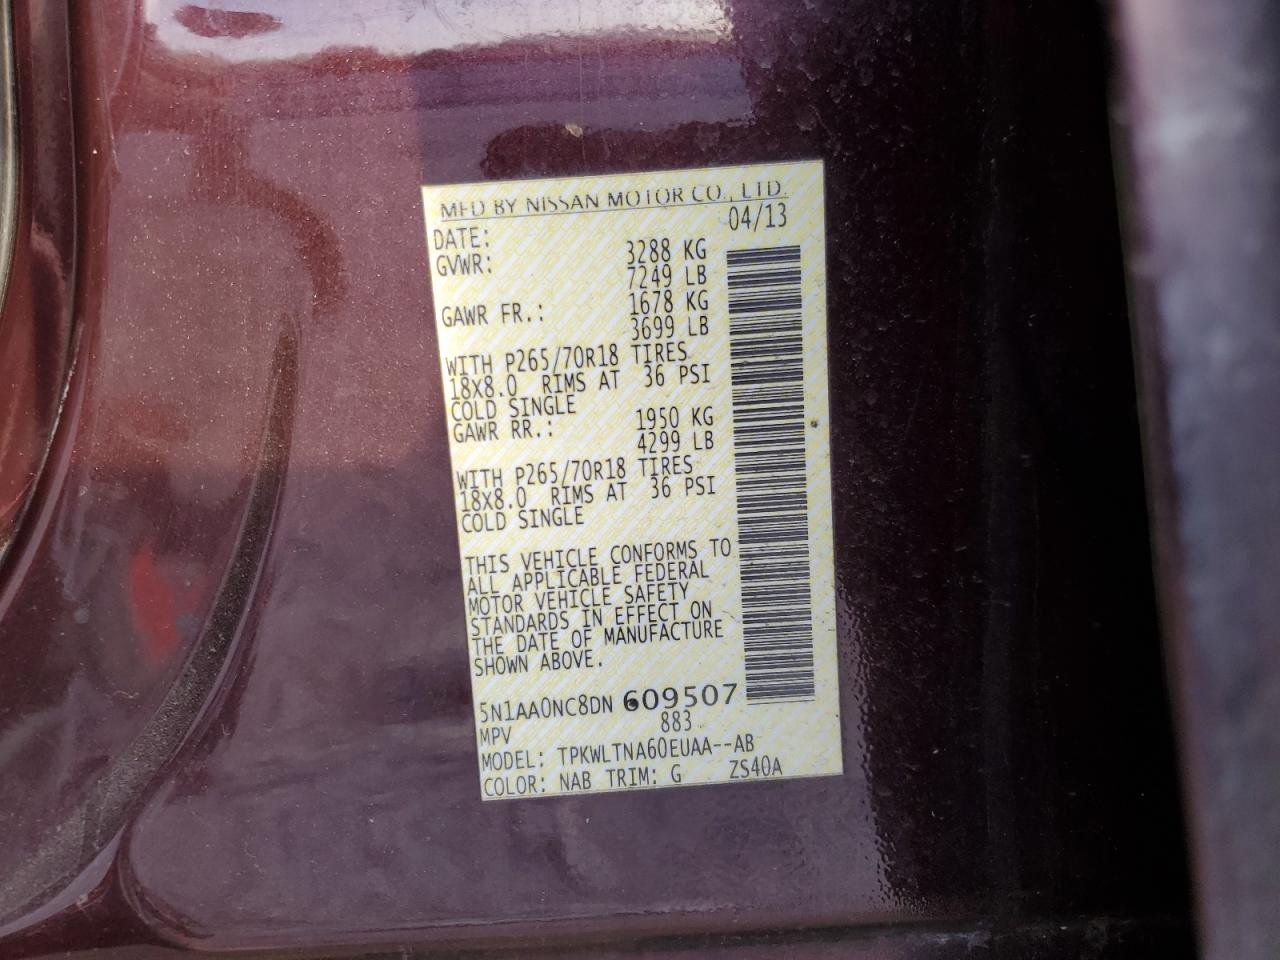 MFD BY NISSAN MOTOR CO., LTD.
DATE: 04/13
GVWR: 3288 KG
7249 LB
GAWR FR.: 1678 KG
3699 LB
WITH P265/70R18 TIRES
18X8.0 RIMS AT 36 PSI
COLD SINGLE
GAWR RR.: 1950 KG
4299 LB
WITH P265/70R18 TIRES
18X8.0 RIMS AT 36 PSI
COLD SINGLE
THIS VEHICLE CONFORMS TO
ALL APPLICABLE FEDERAL
MOTOR VEHICLE SAFETY
STANDARDS IN EFFECT ON
THE DATE OF MANUFACTURE
SHOWN ABOVE.
5N1AA0NC8DN 609507
MPV 883
MODEL: TPKWLTNA60EUAA--AB
COLOR: NAB TRIM: G ZS40A